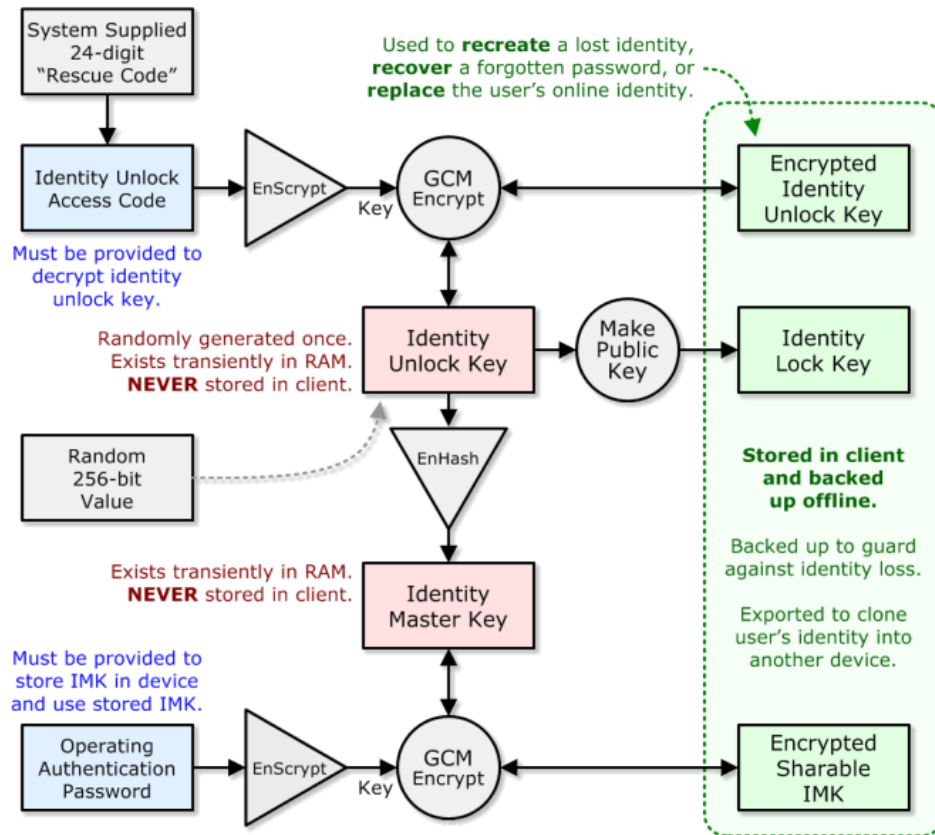 System Supplied
24-digit
“Rescue Code”
Used to recreate a lost identity,
recover a forgotten password, or
replace the user’s online identity.
Identity Unlock
Access Code
EnScrypt
Key
GCM
Encrypt
Encrypted
Identity
Unlock Key
Must be provided to
decrypt identity
unlock key.
Randomly generated once.
Exists transiently in RAM.
NEVER stored in client.
Identity
Unlock Key
Make
Public
Key
Identity
Lock Key
Random
256-bit
Value
EnHash
Stored in client
and backed
up offline.
Backed up to guard
against identity loss.
Exported to clone
user’s identity into
another device.
Exists transiently in RAM.
NEVER stored in client.
Identity
Master Key
Must be provided to
store IMK in device
and use stored IMK.
Operating
Authentication
Password
EnScrypt
Key
GCM
Encrypt
Encrypted
Sharable
IMK